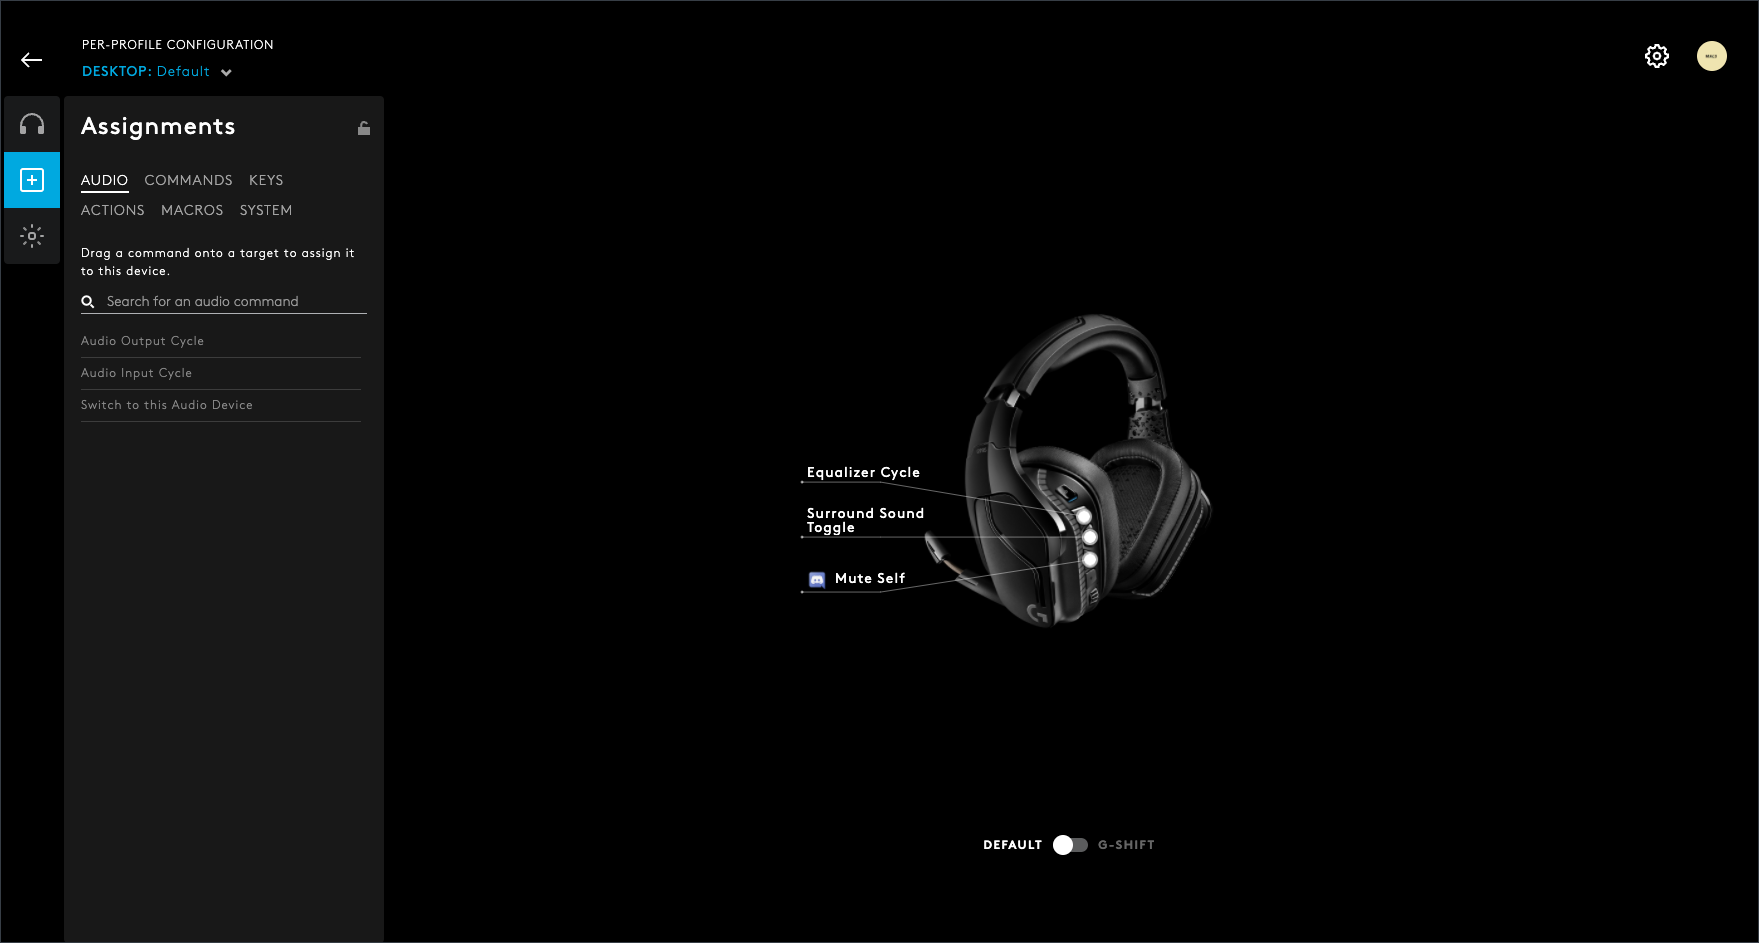 PER-PROFILE CONFIGURATION
DESKTOP: Default
Assignments
AUDIO COMMANDS KEYS
ACTIONS MACROS SYSTEM
Drag a command onto a target to assign it
to this device.
Search for an audio command
Audio Output Cycle
Audio Input Cycle
Switch to this Audio Device
Equalizer Cycle
Surround Sound
Toggle
Mute Self
DEFAULT G-SHIFT